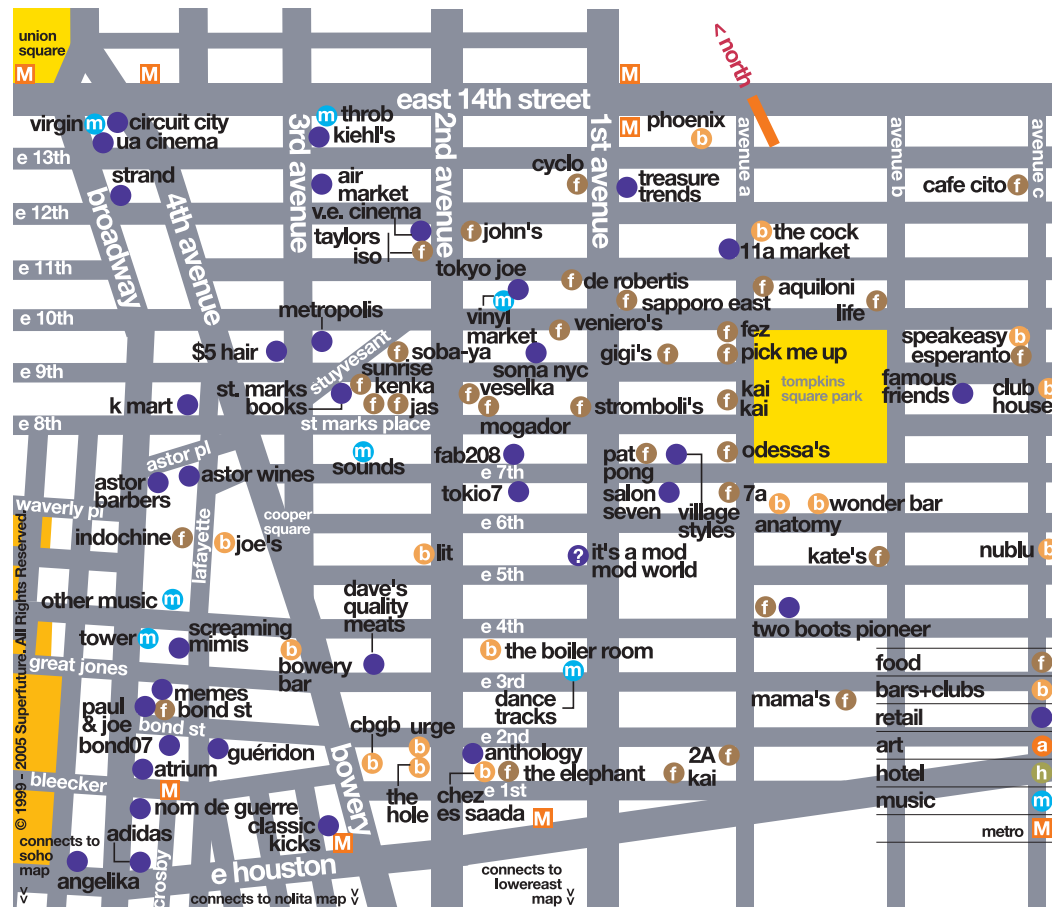 union
square
M
M
M
< north
east 14th street
virgin m circuit city
ua cinema
m throb
kiehl's
3rd avenue
2nd avenue
1st avenue
M
phoenix
b
avenue a
avenue b
avenue c
e 13th
strand
broadway
4th avenue
air
market
cyclo
f
treasure
trends
cafe cito f
e 12th
v.e. cinema
taylors
iso
f
f john's
b the cock
11a market
e 11th
tokyo joe
m
vinyl
market
f de robertis
f sapporo east
f aquiloni
life f
e 10th
metropolis
$5 hair
stuyvesant
f soba-ya
f veniero's
soma nyc
gigi's f
f fez
f pick me up
speakeasy b
esperanto f
e 9th
k mart
st. marks
books
sunrise
f kenka
f f jas
f veselka
f
mogador
f stromboli's
f kai
kai
tompkins
square park
famous
friends
club b
house
e 8th
st marks place
astor pl
astor wines
astor
barbers
m
sounds
fab208
pat f
pong
f odessa's
e 7th
waverly pl
cooper
square
tokio7
salon
seven
village
styles
f 7a
b b wonder bar
anatomy
e 6th
indochine f
lafayette
b joe's
b lit
? it's a mod
mod world
kate's f
nublu b
e 5th
other music m
dave's
quality
meats
f
two boots pioneer
e 4th
tower m
screaming
mimis
b
bowery
bar
b the boiler room
m
dance
tracks
great jones
e 3rd
mama's f
paul
& joe
memes
f bond st
bond st
bond07
guéridon
cbgb urge
b b
b
the
hole
e 2nd
anthology
b f the elephant
chez
es saada
2A f
f kai
atrium
bleecker
M
bowery
e 1st
nom de guerre
adidas
classic
kicks
M
M
angelika
crosby
e houston
connects to
soho
map
>>
connects to nolita map >>
connects to
lowereast
map >>
food f
bars+clubs b
retail
art a
hotel h
music m
metro M
© 1999 - 2005 Superfuture. All Rights Reserved.